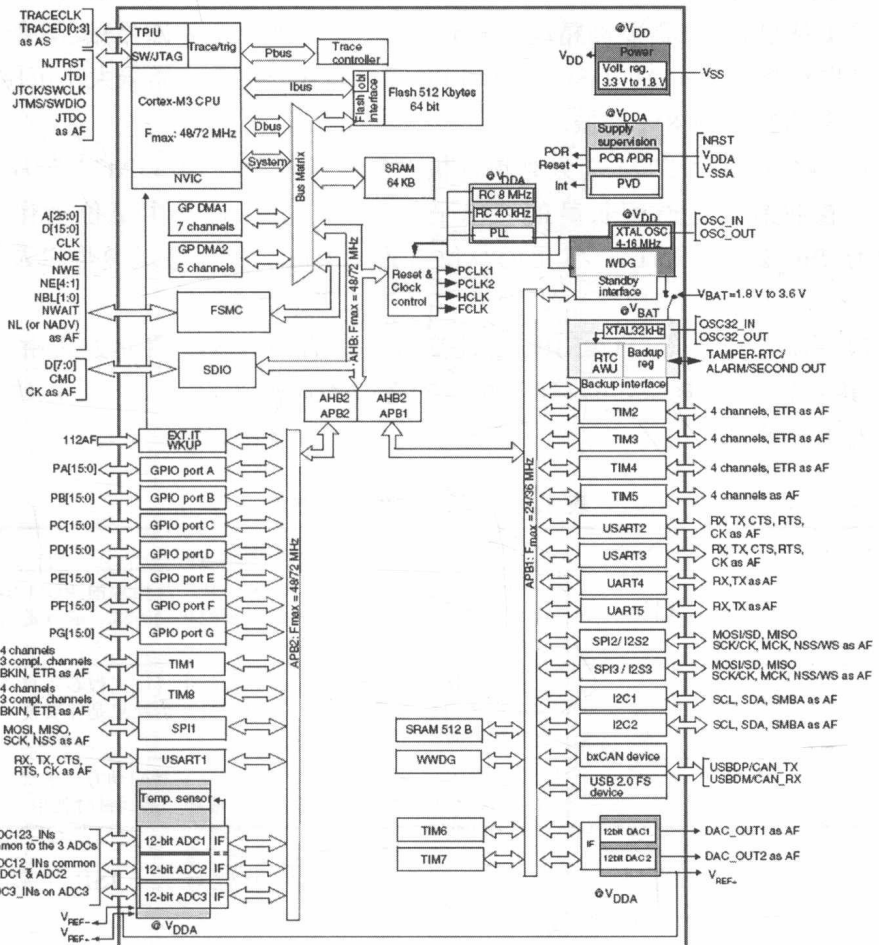 TRACECLK
TRACED[0:3]
as AS
NJTRST
JTDI
JTCK/SWCLK
JTMS/SWDIO
JTDO
as AF
TPIU
SW/JTAG
Trace/trig
Cortex-M3 CPU
Fmax: 48/72 MHz
NVIC
Pbus
Trace
controller
Ibus
Flash obl
interface
Flash 512 Kbytes
64 bit
Dbus
System
Bus Matrix
SRAM
64 KB
GP DMA1
7 channels
GP DMA2
5 channels
A[25:0]
D[15:0]
CLK
NOE
NWE
NE[4:1]
NBL[1:0]
NWAIT
NL (or NADV)
as AF
FSMC
D[7:0]
CMD
CK as AF
SDIO
AHB: Fmax = 48/72 MHz
@VDD
VDD
Power
Volt. reg.
3.3 V to 1.8 V
VSS
@VDDA
Supply
supervision
POR
Reset
POR /PDR
Int
PVD
NRST
VDDA
VSSA
@VDDA
RC 8 MHz
RC 40 kHz
PLL
@VDD
XTAL OSC
4-16 MHz
OSC_IN
OSC_OUT
IWDG
Standby
interface
Reset &
Clock
control
PCLK1
PCLK2
HCLK
FCLK
VBAT=1.8 V to 3.6 V
@VBAT
XTAL32kHz
OSC32_IN
OSC32_OUT
RTC
AWU
Backup
reg
Backup interface
TAMPER-RTC/
ALARM/SECOND OUT
AHB2
APB2
AHB2
APB1
112AF
EXT.IT
WKUP
PA[15:0]
GPIO port A
PB[15:0]
GPIO port B
PC[15:0]
GPIO port C
PD[15:0]
GPIO port D
PE[15:0]
GPIO port E
PF[15:0]
GPIO port F
PG[15:0]
GPIO port G
4 channels
3 compl. channels
BKIN, ETR as AF
TIM1
4 channels
3 compl. channels
BKIN, ETR as AF
TIM8
MOSI, MISO,
SCK, NSS as AF
SPI1
RX, TX, CTS,
RTS, CK as AF
USART1
APB2: Fmax = 48/72 MHz
Temp. sensor
DC123_INs
mon to the 3 ADCs
12-bit ADC1
IF
DC12_INs common
DC1 & ADC2
12-bit ADC2
IF
DC3_INs on ADC3
12-bit ADC3
IF
VREF–
VREF+
@ VDDA
APB1: Fmax = 24/36 MHz
TIM2
4 channels, ETR as AF
TIM3
4 channels, ETR as AF
TIM4
4 channels, ETR as AF
TIM5
4 channels as AF
USART2
RX, TX, CTS, RTS,
CK as AF
USART3
RX, TX, CTS, RTS,
CK as AF
UART4
RX,TX as AF
UART5
RX, TX as AF
SPI2/ I2S2
MOSI/SD, MISO
SCK/CK, MCK, NSS/WS as AF
SPI3 / I2S3
MOSI/SD, MISO
SCK/CK, MCK, NSS/WS as AF
I2C1
SCL, SDA, SMBA as AF
I2C2
SCL, SDA, SMBA as AF
SRAM 512 B
WWDG
bxCAN device
USB 2.0 FS
device
USBDP/CAN_TX
USBDM/CAN_RX
TIM6
TIM7
IF
12bit DAC1
DAC_OUT1 as AF
12bit DAC 2
DAC_OUT2 as AF
VREF+
@VDDA